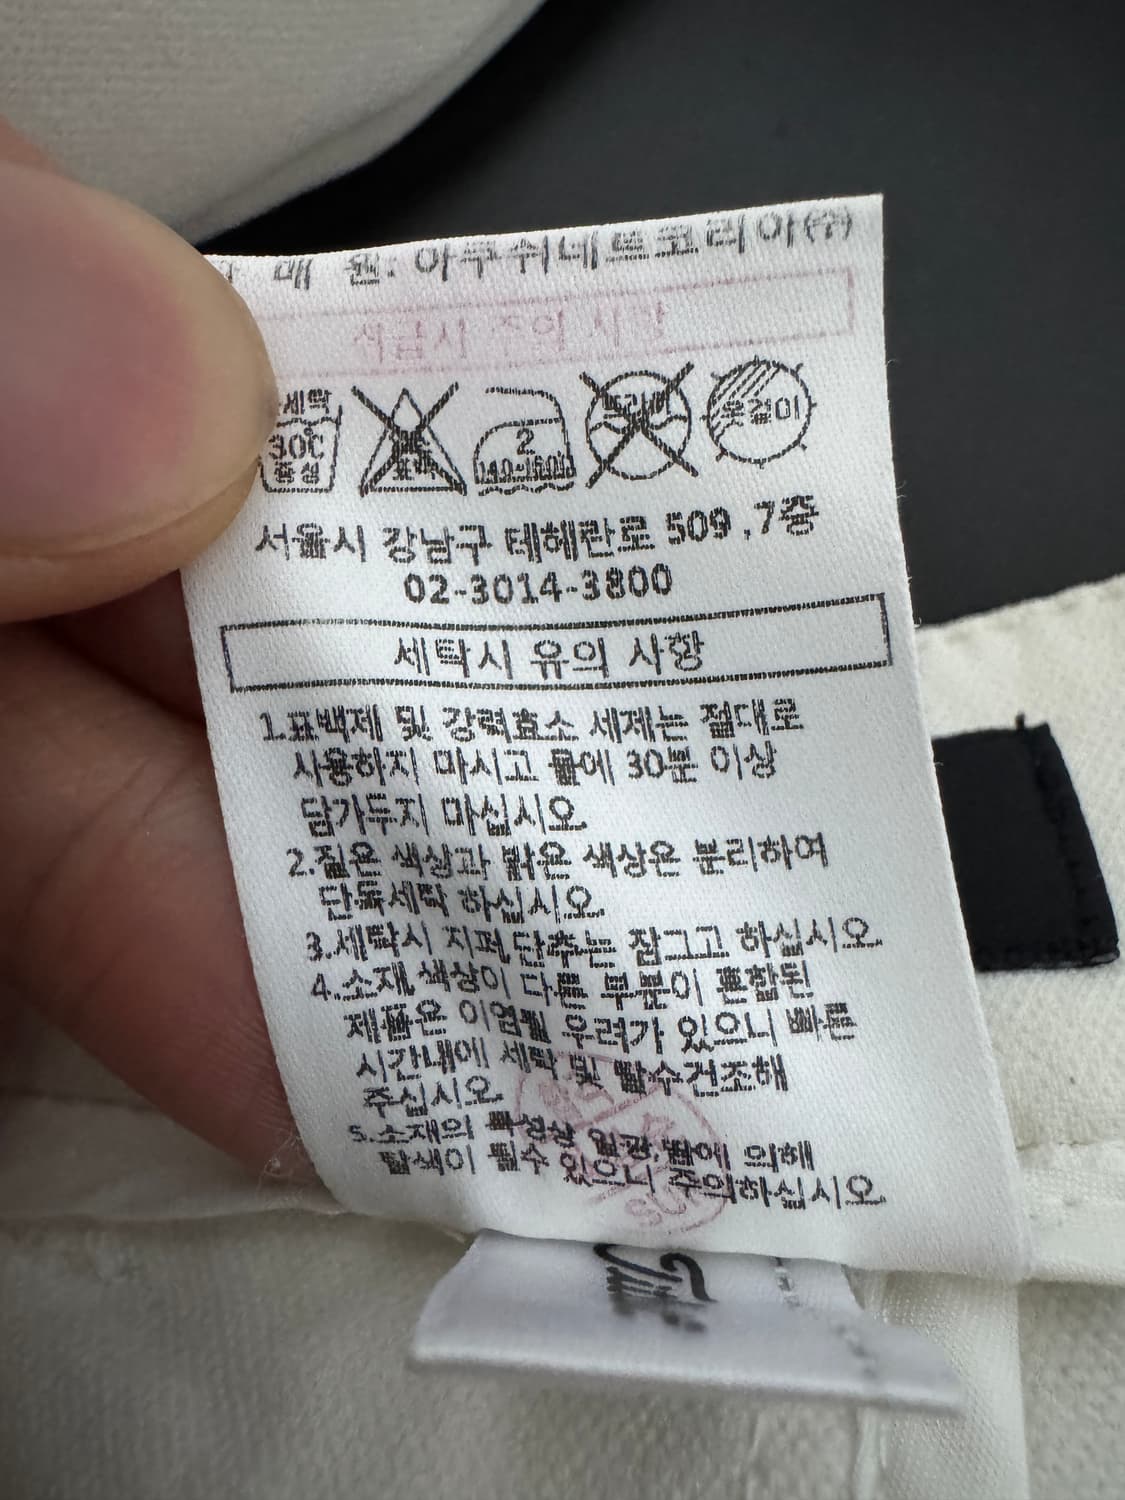 매 원. 아쿠쉬네트코리아(주)
취급시 주의 사항
손세탁
30℃
중성
염소
표백
2
140~160℃
드라이
옷걸이
서울시 강남구 테헤란로 509 ,7층
02-3014-3800
세탁시 유의 사항
1.표백제 및 강력효소 세제는 절대로
사용하지 마시고 물에 30분 이상
담가두지 마십시오.
2.짙은 색상과 밝은 색상은 분리하여
단독세탁 하십시오.
3.세탁시 지퍼,단추는 잠그고 하십시오.
4.소재,색상이 다른 부분이 혼합된
제품은 이염될 우려가 있으니 빠른
시간내에 세탁 및 탈수건조해
주십시오.
5.소재의 특성상 일광,땀에 의해
탈색이 될수 있으니 주의하십시오.